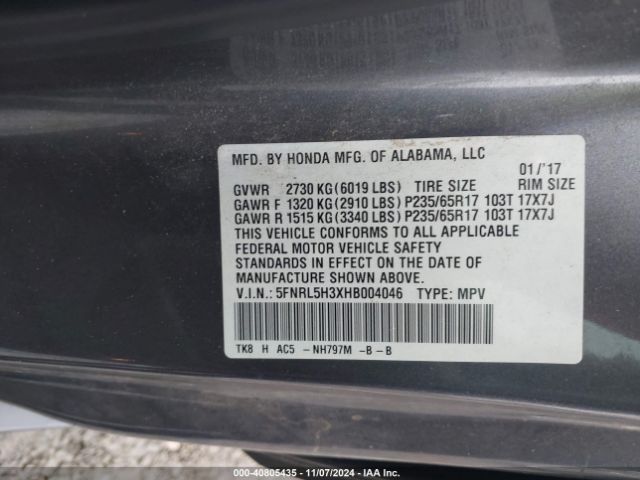 MFD. BY HONDA MFG. OF ALABAMA, LLC
01/'17
GVWR 2730 KG(6019 LBS) TIRE SIZE RIM SIZE
GAWR F 1320 KG(2910 LBS)P235/65R17 103T 17X7J
GAWR R 1515 KG(3340 LBS)P235/65R17 103T 17X7J
THIS VEHICLE CONFORMS TO ALL APPLICABLE
FEDERAL MOTOR VEHICLE SAFETY
STANDARDS IN EFFECT ON THE DATE OF
MANUFACTURE SHOWN ABOVE.
V.I.N.: 5FNRL5H3XHB004046 TYPE: MPV
TK8 H AC5 -NH797M -B-B
000-40805435 - 11/07/2024 - IAA Inc.